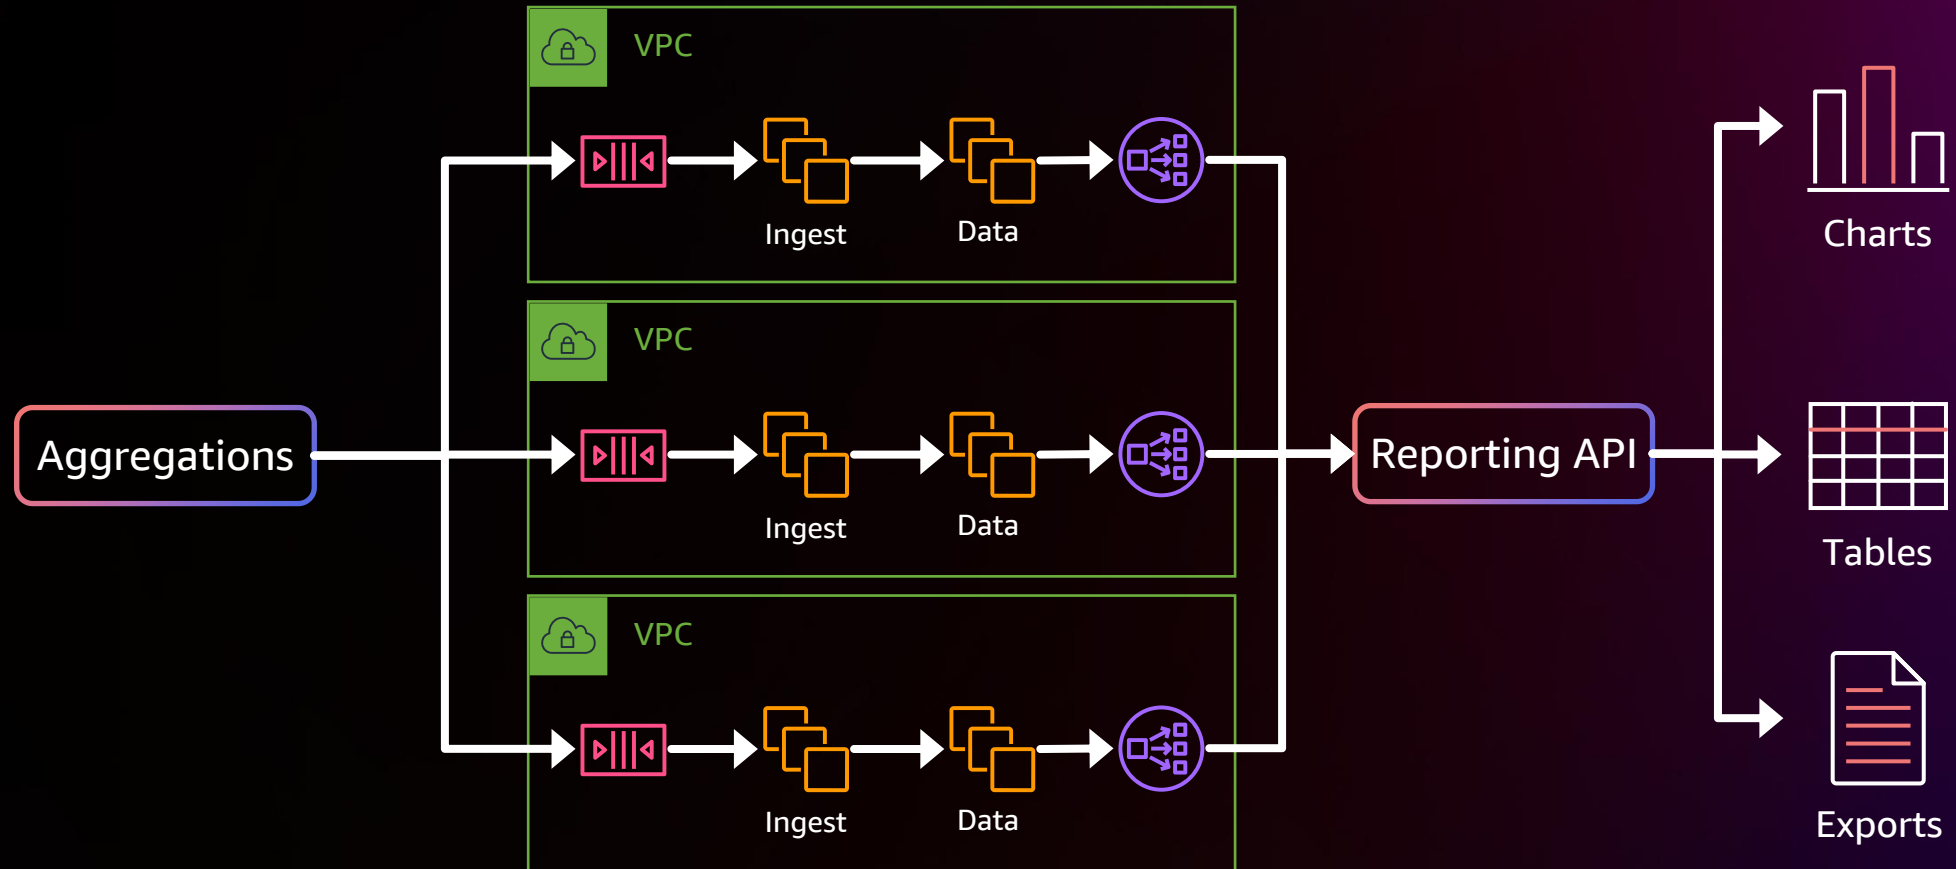 VPC
Ingest
Data
VPC
Aggregations
Ingest
Data
VPC
Ingest
Data
Reporting API
Charts
Tables
Exports